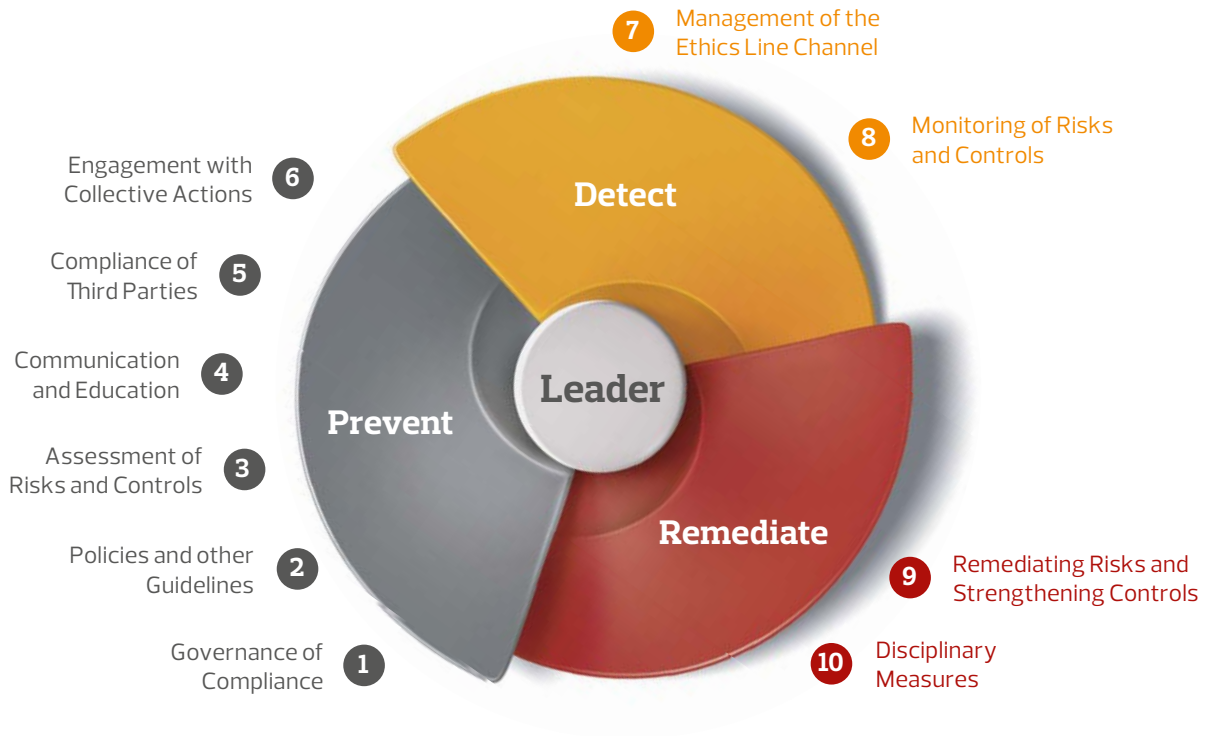 7
Management of the
Ethics Line Channel
8
Monitoring of Risks
and Controls
Engagement with
Collective Actions
6
Detect
Compliance of
Third Parties
5
Communication
and Education
4
Leader
Prevent
Assessment of
Risks and Controls
3
Remediate
Policies and other
Guidelines
2
9
Remediating Risks and
Strengthening Controls
Governance of
Compliance
1
10
Disciplinary
Measures